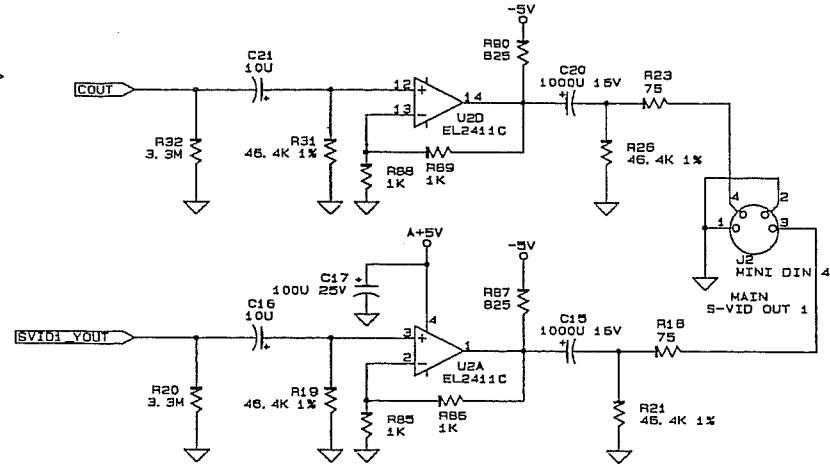 -5V
R90
825
C21
10U
C20
1000U 16V
R23
75
COUT
12
13
14
U2D
EL2411C
R32
3.3M
R31
46.4K 1%
R88
1K
R89
1K
R26
46.4K 1%
4
2
1
3
J2
MINI DIN 4
MAIN
S-VID OUT 1
A+5V
-5V
C17
100U 25V
R87
825
C16
10U
C15
1000U 16V
R18
75
SVID1_YOUT
4
3
2
1
U2A
EL2411C
R20
3.3M
R19
46.4K 1%
R85
1K
R86
1K
R21
46.4K 1%